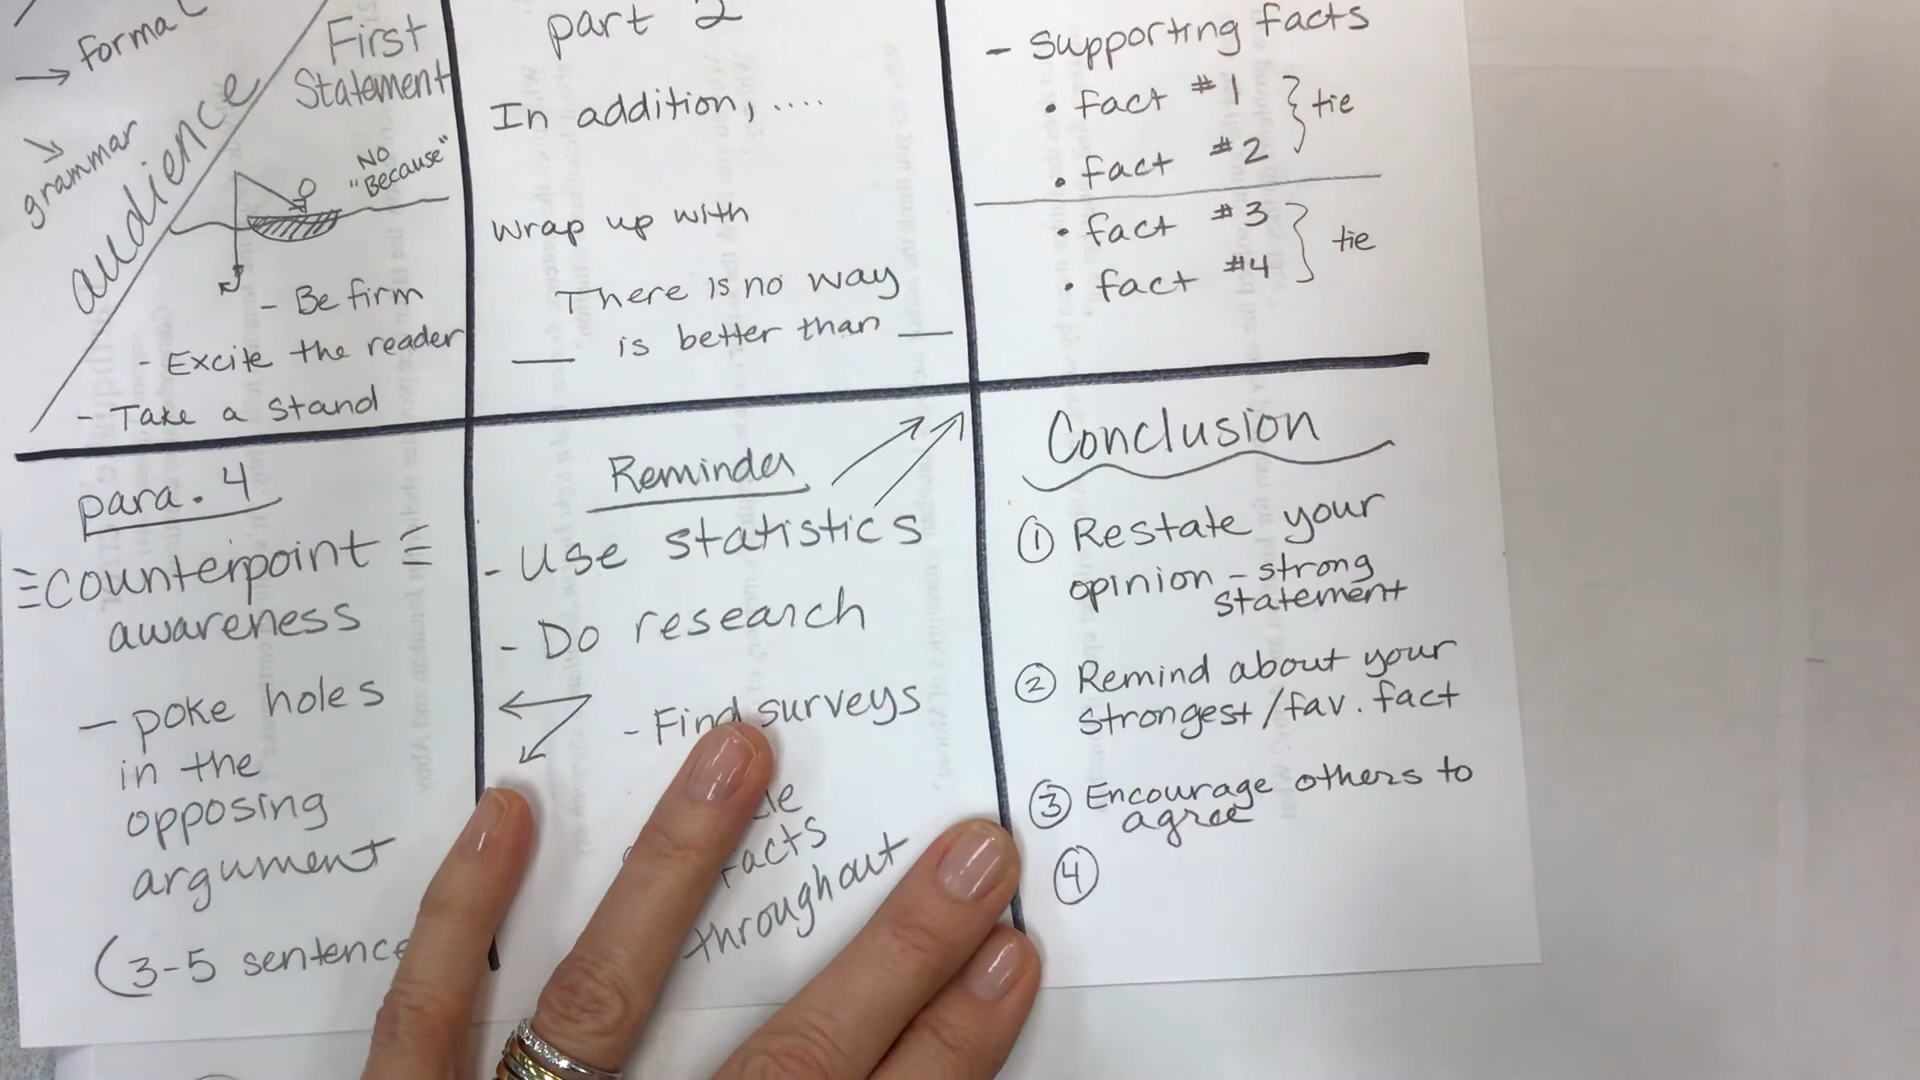 → formal
↘
grammar
audience
First
Statement
NO
"Because"
- Be firm
- Excite the reader
- Take a stand
part 2
In addition, ....
wrap up with
There is no way
___ is better than ___
- Supporting facts
• fact #1 } tie
• fact #2
• fact #3 } tie
• fact #4
para. 4
counterpoint
awareness
- poke holes
in the
opposing
argument
(3-5 sentence
Reminder
- Use statistics
- Do research
- Find surveys
facts
throughout
Conclusion
① Restate your
opinion - strong
statement
② Remind about your
strongest/fav. fact
③ Encourage others to
agree
④